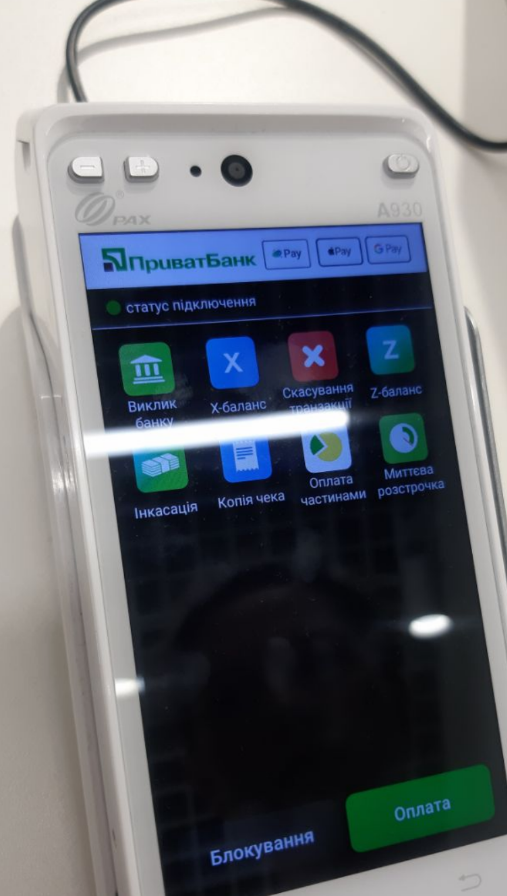 PAX
A930
ПриватБанк
Pay
Pay
G Pay
статус підключення
Виклик
банку
X
X-баланс
Скасування
транзакції
Z
Z-баланс
Інкасація
Копія чека
Оплата
частинами
Миттєва
розстрочка
Блокування
Оплата